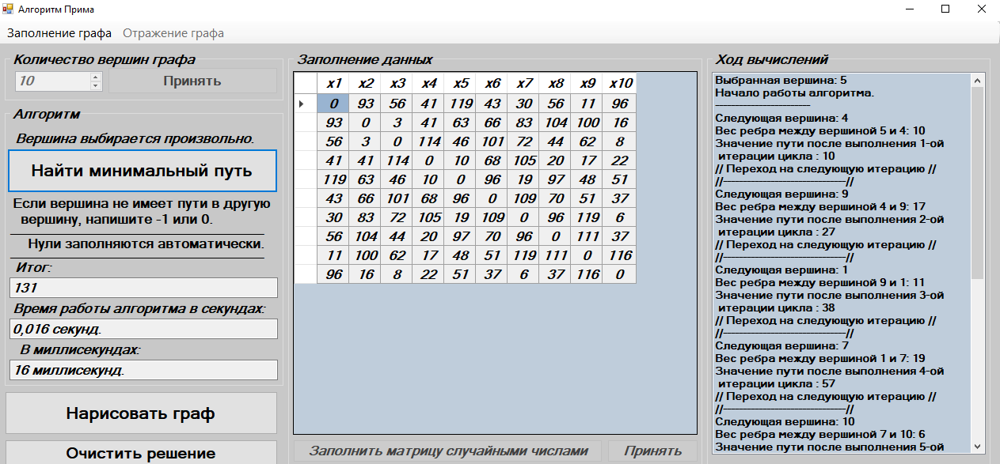 Алгоритм Прима
Заполнение графа Отражение графа
Количество вершин графа
10 Принять
Алгоритм
Вершина выбирается произвольно.
Найти минимальный путь
Если вершина не имеет пути в другую
вершину, напишите -1 или 0.
Нули заполняются автоматически.
Итог:
131
Время работы алгоритма в секундах:
0,016 секунд.
В миллисекундах:
16 миллисекунд.
Нарисовать граф
Очистить решение
Заполнение данных
x1 x2 x3 x4 x5 x6 x7 x8 x9 x10
0 93 56 41 119 43 30 56 11 96
93 0 3 41 63 66 83 104 100 16
56 3 0 114 46 101 72 44 62 8
41 41 114 0 10 68 105 20 17 22
119 63 46 10 0 96 19 97 48 51
43 66 101 68 96 0 109 70 51 37
30 83 72 105 19 109 0 96 119 6
56 104 44 20 97 70 96 0 111 37
11 100 62 17 48 51 119 111 0 116
96 16 8 22 51 37 6 37 116 0
Заполнить матрицу случайными числами Принять
Ход вычислений
Выбранная вершина: 5
Начало работы алгоритма.
------------------------
Следующая вершина: 4
Вес ребра между вершиной 5 и 4: 10
Значение пути после выполнения 1-ой
итерации цикла : 10
// Переход на следующую итерацию //
//-------------------------------//
Следующая вершина: 9
Вес ребра между вершиной 4 и 9: 17
Значение пути после выполнения 2-ой
итерации цикла : 27
// Переход на следующую итерацию //
//-------------------------------//
Следующая вершина: 1
Вес ребра между вершиной 9 и 1: 11
Значение пути после выполнения 3-ой
итерации цикла : 38
// Переход на следующую итерацию //
//-------------------------------//
Следующая вершина: 7
Вес ребра между вершиной 1 и 7: 19
Значение пути после выполнения 4-ой
итерации цикла : 57
// Переход на следующую итерацию //
//-------------------------------//
Следующая вершина: 10
Вес ребра между вершиной 7 и 10: 6
Значение пути после выполнения 5-ой